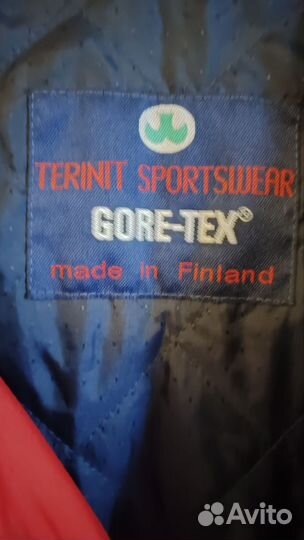 TERINIT SPORTSWEAR
GORE-TEX®
made in Finland
Avito